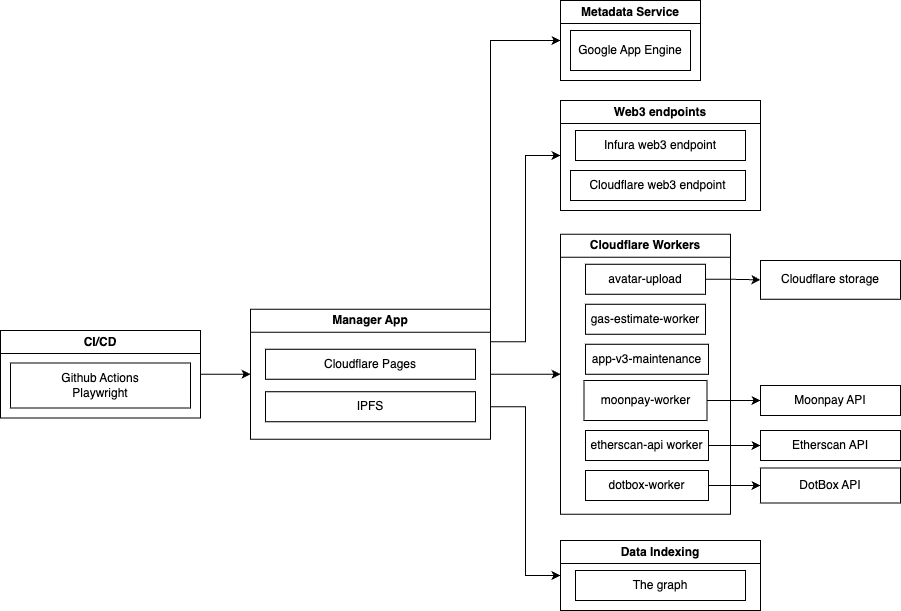 Metadata Service
Google App Engine
Web3 endpoints
Infura web3 endpoint
Cloudflare web3 endpoint
Cloudflare Workers
avatar-upload
Cloudflare storage
gas-estimate-worker
Manager App
CI/CD
app-v3-maintenance
Cloudflare Pages
Github Actions
Playwright
moonpay-worker
Moonpay API
IPFS
etherscan-api worker
Etherscan API
dotbox-worker
DotBox API
Data Indexing
The graph